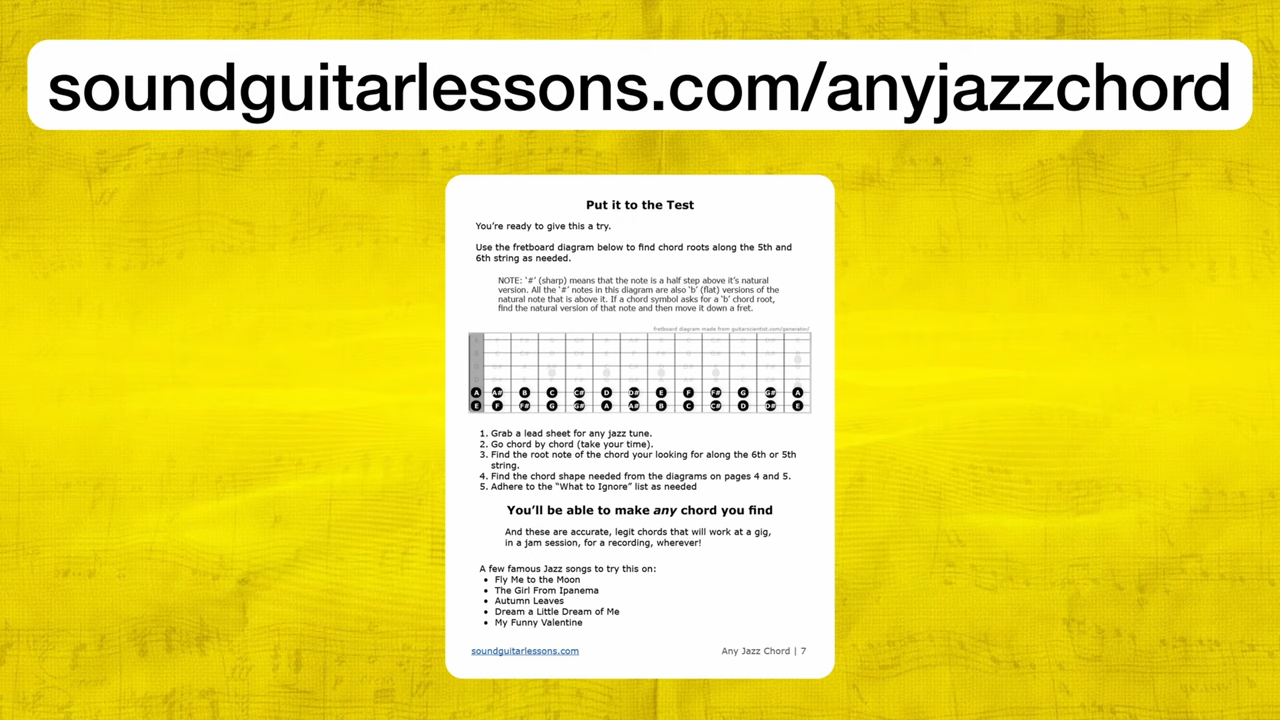 soundguitarlessons.com/anyjazzchord
Put it to the Test
You're ready to give this a try.
Use the fretboard diagram below to find chord roots along the 5th and
6th string as needed.
NOTE: '#' (sharp) means that the note is a half step above it's natural
version. All the '#' notes in this diagram are also 'b' (flat) versions of the
natural note that is above it. If a chord symbol asks for a 'b' chord root,
find the natural version of that note and then move it down a fret.
fretboard diagram made from guitarscientist.com/generator/
A A# B C C# D D# E F F# G G# A
E F F# G G# A A# B C C# D D# E
1. Grab a lead sheet for any jazz tune.
2. Go chord by chord (take your time).
3. Find the root note of the chord your looking for along the 6th or 5th
string.
4. Find the chord shape needed from the diagrams on pages 4 and 5.
5. Adhere to the "What to Ignore" list as needed
You'll be able to make any chord you find
And these are accurate, legit chords that will work at a gig,
in a jam session, for a recording, wherever!
A few famous Jazz songs to try this on:
• Fly Me to the Moon
• The Girl From Ipanema
• Autumn Leaves
• Dream a Little Dream of Me
• My Funny Valentine
soundguitarlessons.com Any Jazz Chord | 7